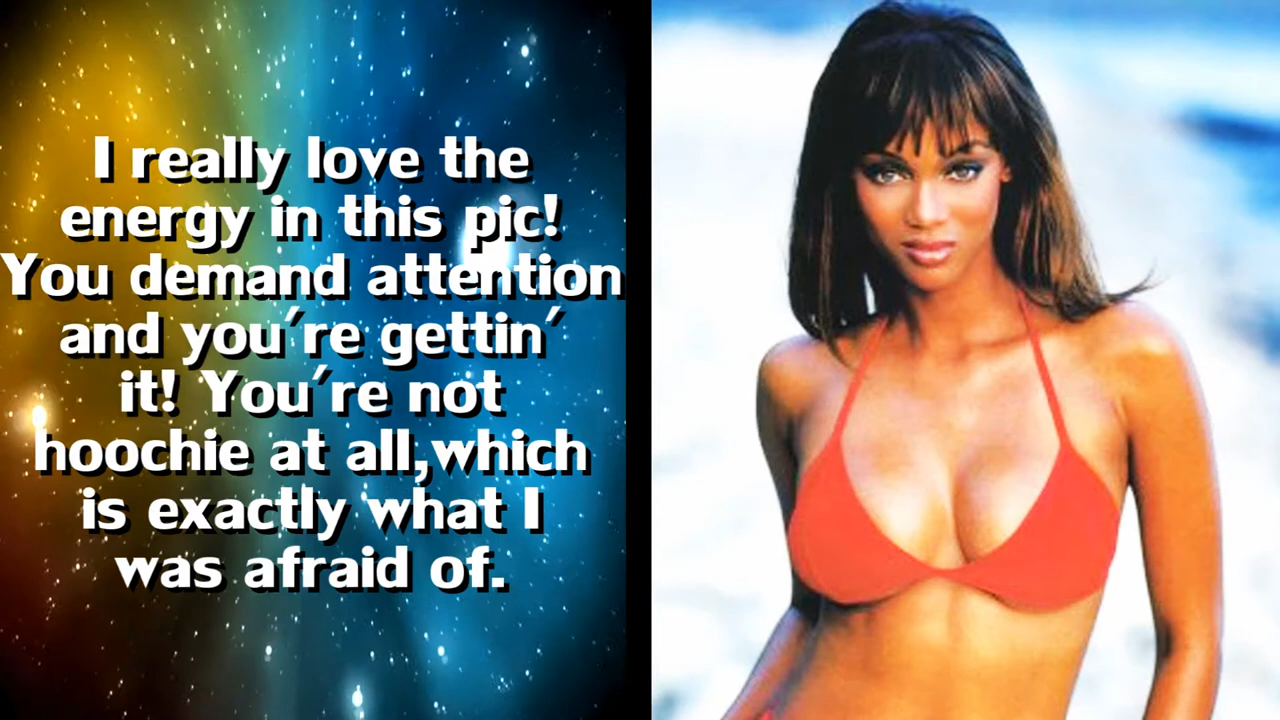 I really love the
energy in this pic!
You demand attention
and you're gettin'
it! You're not
hoochie at all,which
is exactly what I
was afraid of.